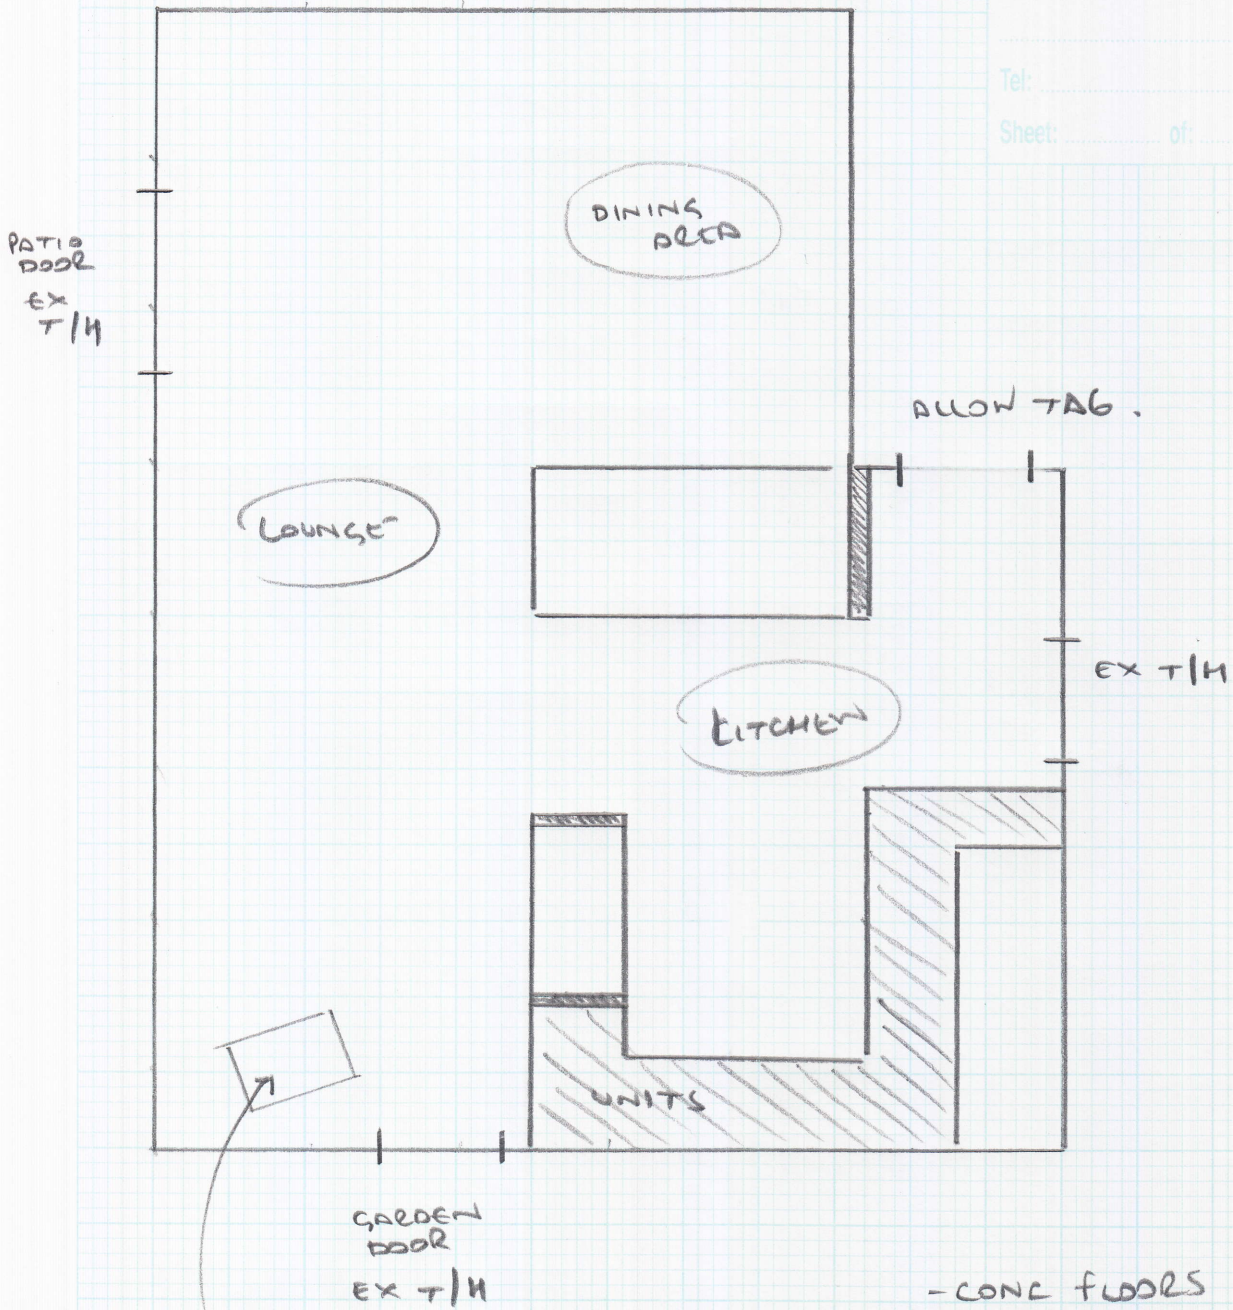 Tel:
Sheet: of:
DINING
AREA
PATIO
DOOR
EX
T/H
ALLOW TAG.
LOUNGE
EX T/H
KITCHEN
UNITS
GARDEN
DOOR
EX T/H
- CONC FLOORS